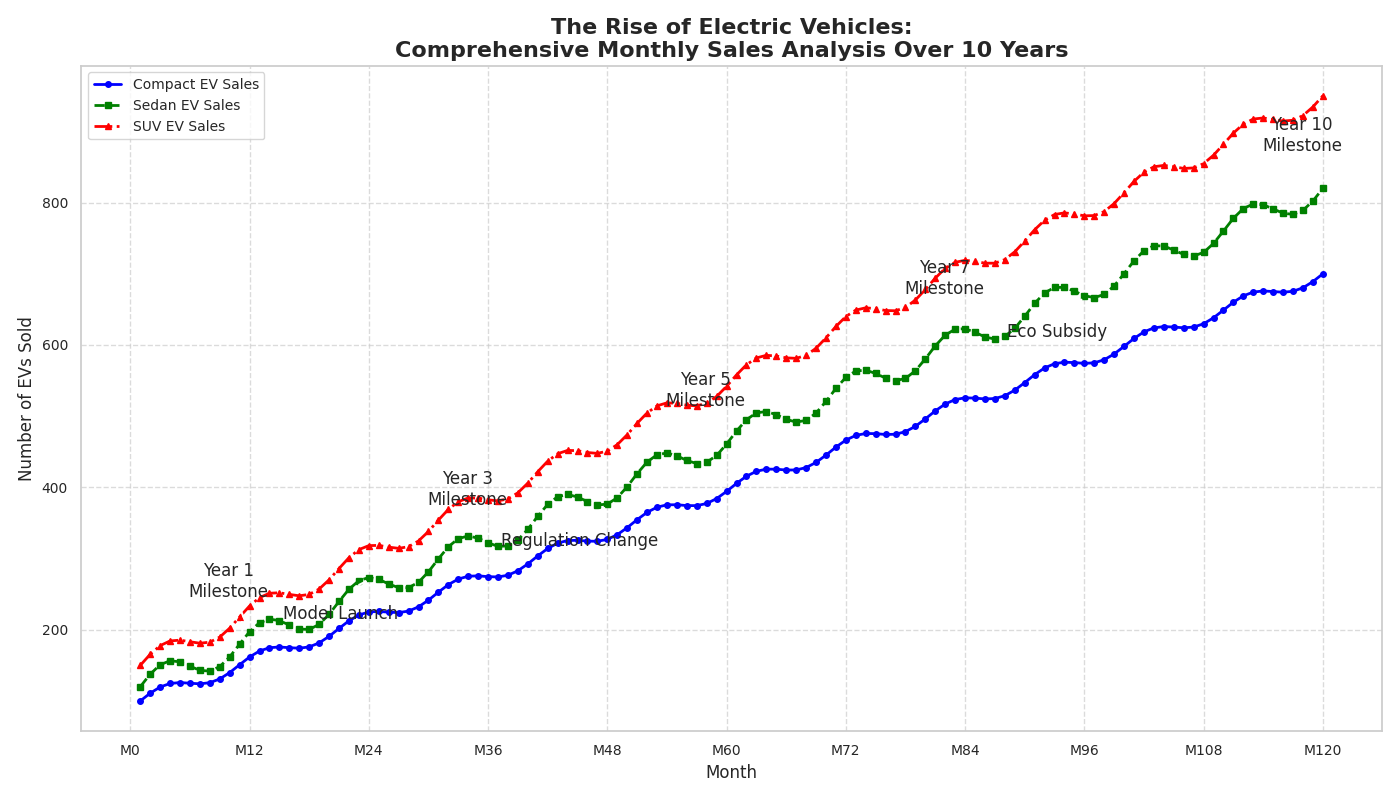 The Rise of Electric Vehicles:
Comprehensive Monthly Sales Analysis Over 10 Years
Compact EV Sales
Sedan EV Sales
SUV EV Sales
Number of EVs Sold
800
600
400
200
Year 10
Milestone
Year 7
Milestone
Eco Subsidy
Year 5
Milestone
Year 3
Milestone
Regulation Change
Year 1
Milestone
Model Launch
M0
M12
M24
M36
M48
M60
M72
M84
M96
M108
M120
Month